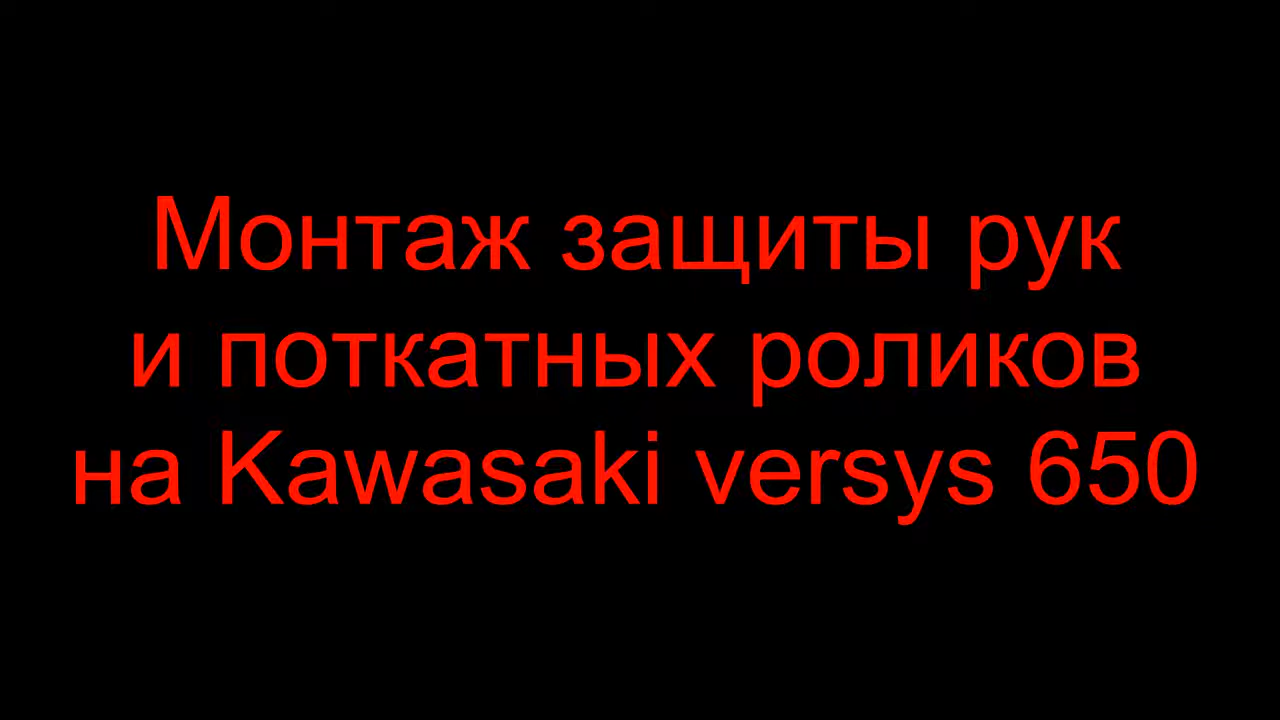 Монтаж защиты рук
и поткатных роликов
на Kawasaki versys 650